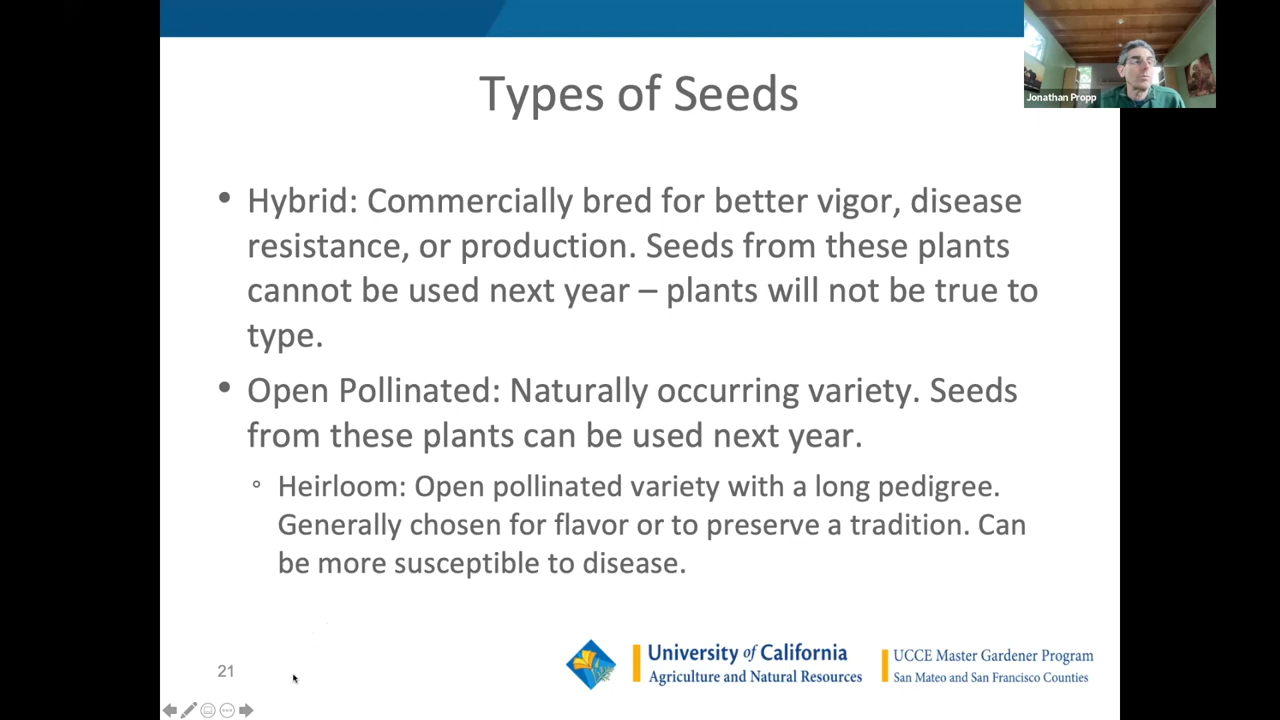 Types of Seeds
Jonathan Propp
• Hybrid: Commercially bred for better vigor, disease
resistance, or production. Seeds from these plants
cannot be used next year – plants will not be true to
type.
• Open Pollinated: Naturally occurring variety. Seeds
from these plants can be used next year.
◦ Heirloom: Open pollinated variety with a long pedigree.
Generally chosen for flavor or to preserve a tradition. Can
be more susceptible to disease.
21
University of California
Agriculture and Natural Resources
UCCE Master Gardener Program
San Mateo and San Francisco Counties